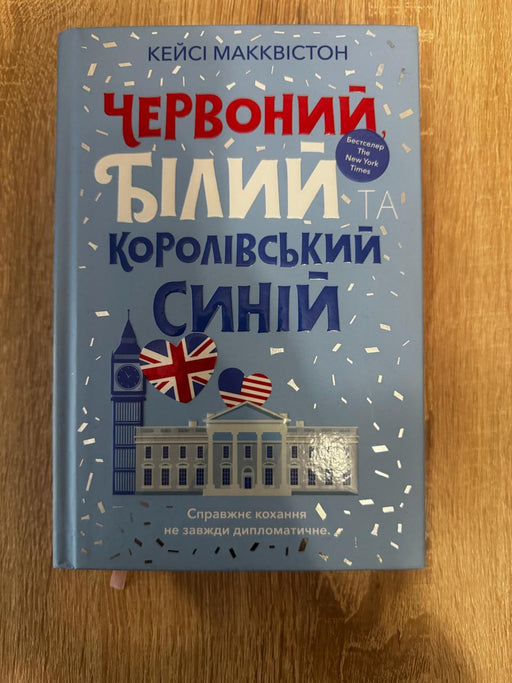 КЕЙСІ МАККВІСТОН
ЧЕРВОНИЙ,
БІЛИЙ ТА
Бестселер
The
New York
Times
КОРОЛІВСЬКИЙ
СИНІЙ
Справжнє кохання
не завжди дипломатичне.